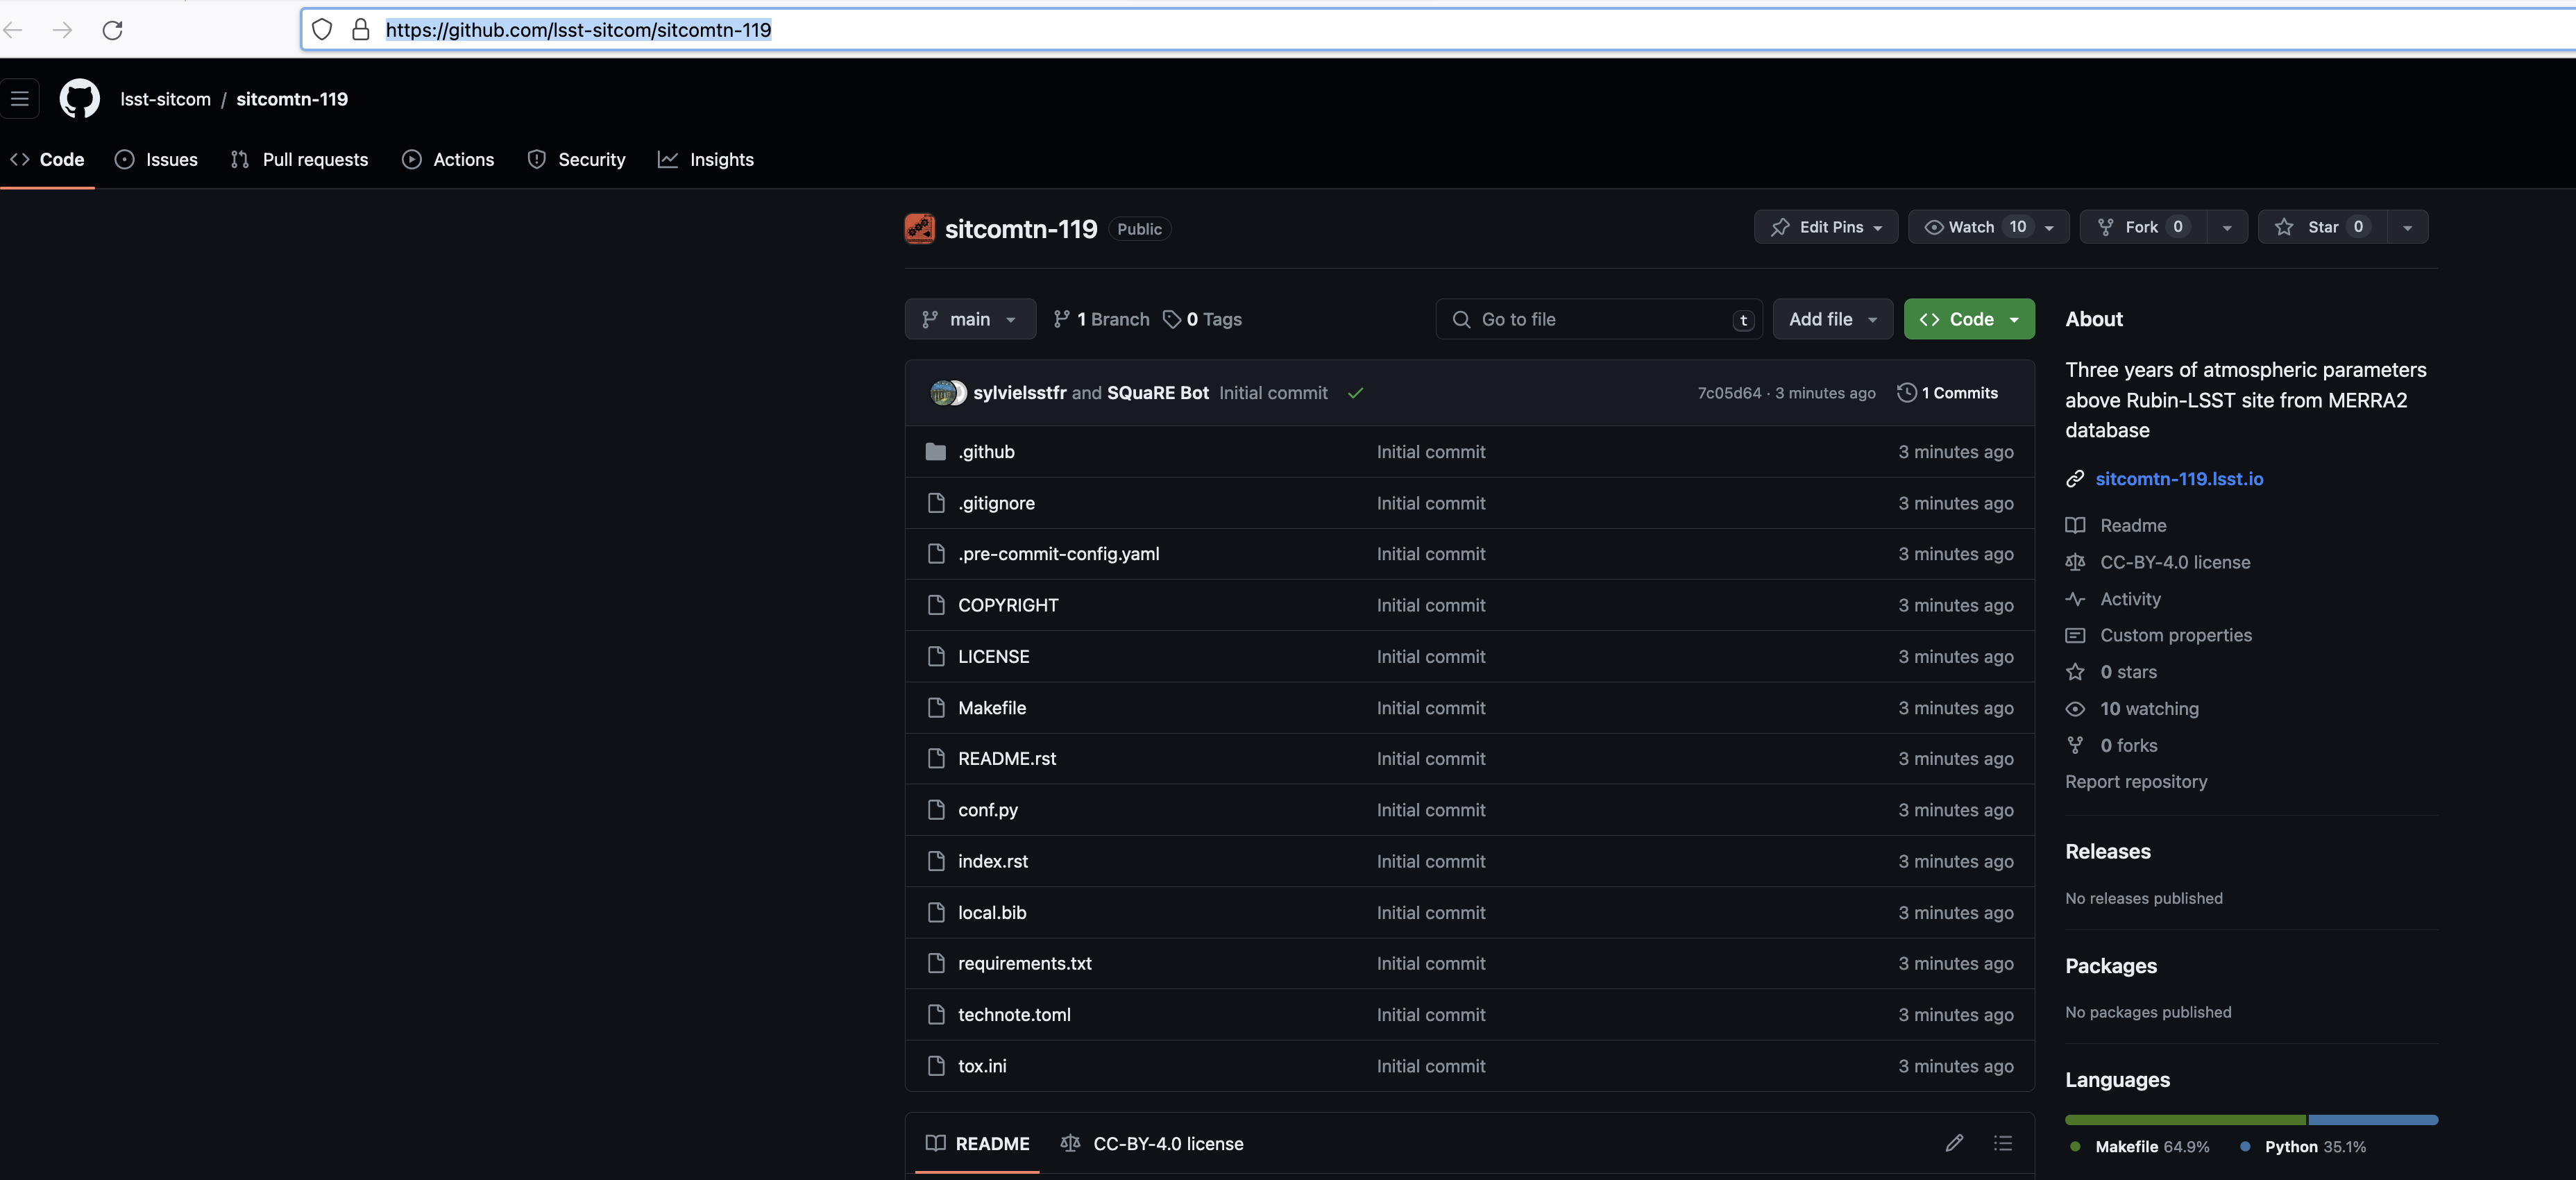 https://github.com/lsst-sitcom/sitcomtn-119
lsst-sitcom / sitcomtn-119
Code Issues Pull requests Actions Security Insights
sitcomtn-119 Public Edit Pins Watch 10 Fork 0 Star 0
main 1 Branch 0 Tags Go to file t Add file Code
sylvielsstfr and SQuaRE Bot Initial commit 7c05d64 · 3 minutes ago 1 Commits
.github Initial commit 3 minutes ago
.gitignore Initial commit 3 minutes ago
.pre-commit-config.yaml Initial commit 3 minutes ago
COPYRIGHT Initial commit 3 minutes ago
LICENSE Initial commit 3 minutes ago
Makefile Initial commit 3 minutes ago
README.rst Initial commit 3 minutes ago
conf.py Initial commit 3 minutes ago
index.rst Initial commit 3 minutes ago
local.bib Initial commit 3 minutes ago
requirements.txt Initial commit 3 minutes ago
technote.toml Initial commit 3 minutes ago
tox.ini Initial commit 3 minutes ago
README CC-BY-4.0 license
About
Three years of atmospheric parameters
above Rubin-LSST site from MERRA2
database
sitcomtn-119.lsst.io
Readme
CC-BY-4.0 license
Activity
Custom properties
0 stars
10 watching
0 forks
Report repository
Releases
No releases published
Packages
No packages published
Languages
Makefile 64.9% Python 35.1%